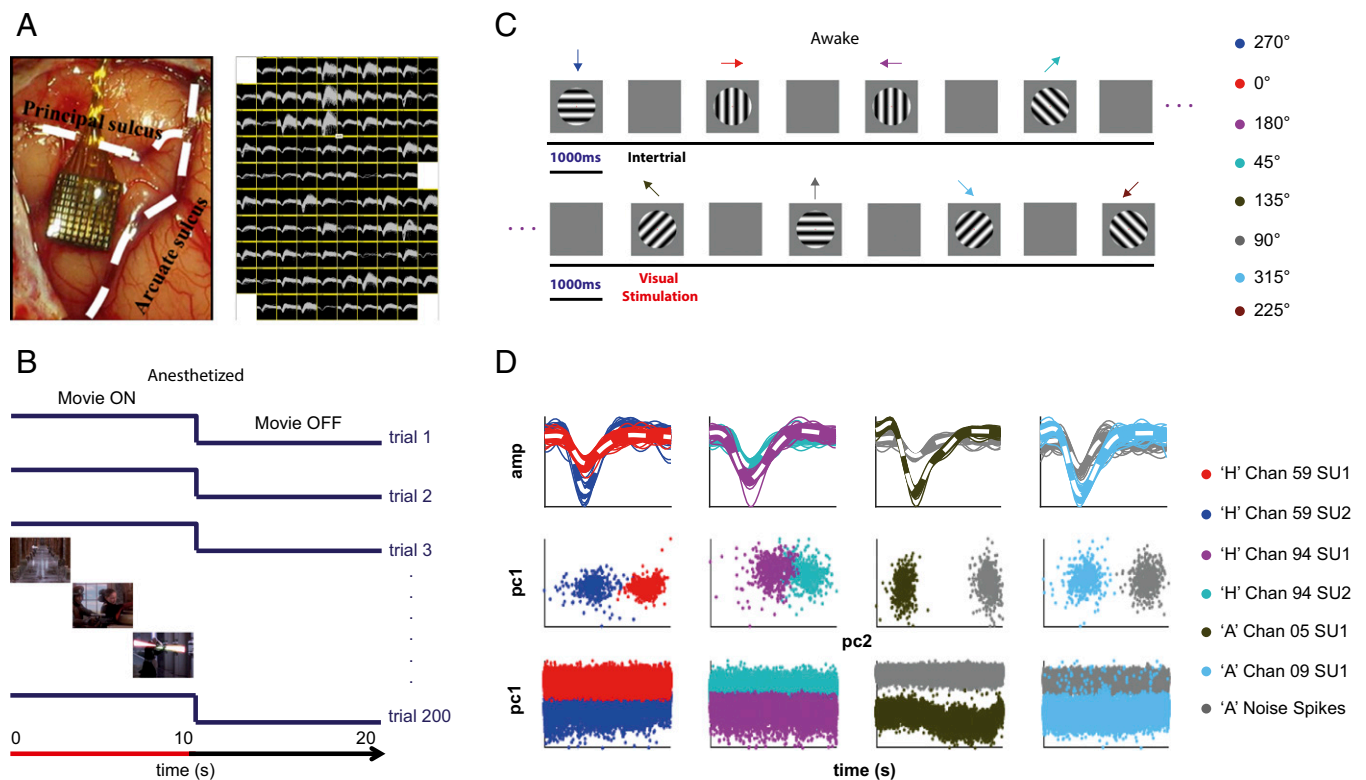 A
Principal sulcus
Arcuate sulcus
B
Anesthetized
Movie ON
Movie OFF
trial 1
trial 2
trial 3
trial 200
0
10
20
time (s)
C
Awake
1000ms
Intertrial
1000ms
Visual
Stimulation
270°
0°
180°
45°
135°
90°
315°
225°
D
amp
pc1
pc2
pc1
time (s)
'H' Chan 59 SU1
'H' Chan 59 SU2
'H' Chan 94 SU1
'H' Chan 94 SU2
'A' Chan 05 SU1
'A' Chan 09 SU1
'A' Noise Spikes